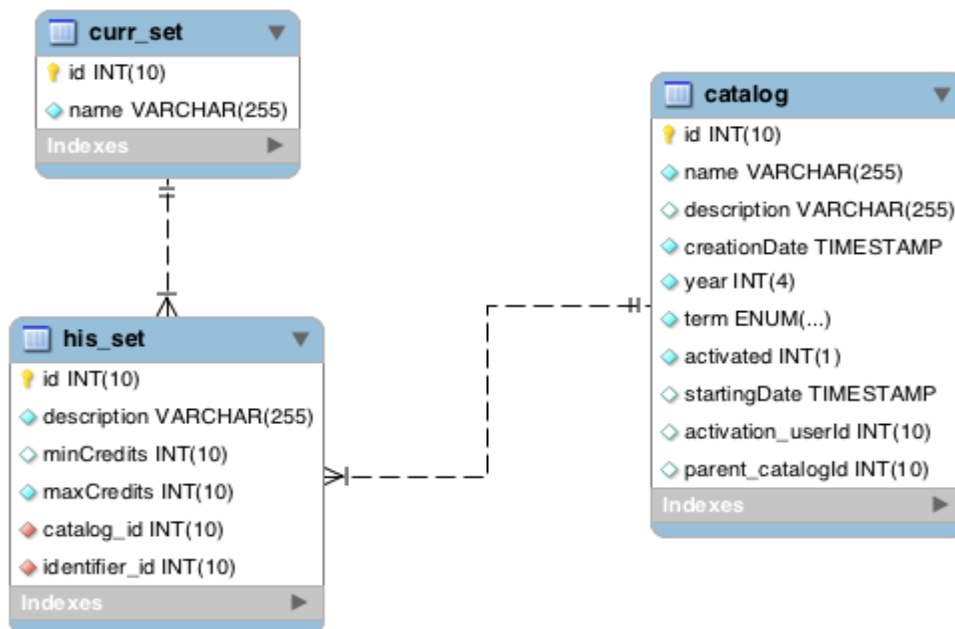 curr_set
id INT(10)
name VARCHAR(255)
Indexes
catalog
id INT(10)
name VARCHAR(255)
description VARCHAR(255)
creationDate TIMESTAMP
year INT(4)
term ENUM(...)
activated INT(1)
startingDate TIMESTAMP
activation_userId INT(10)
parent_catalogId INT(10)
Indexes
his_set
id INT(10)
description VARCHAR(255)
minCredits INT(10)
maxCredits INT(10)
catalog_id INT(10)
identifier_id INT(10)
Indexes